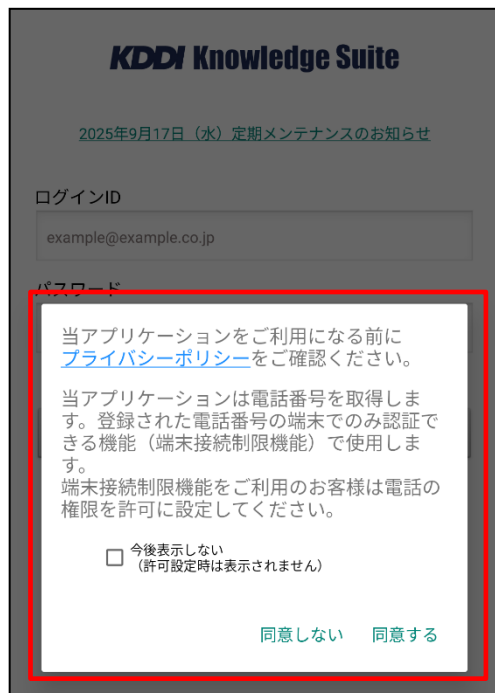 KDDI Knowledge Suite
2025年9月17日（水）定期メンテナンスのお知らせ
ログインID
example@example.co.jp
パスワード
当アプリケーションをご利用になる前に
プライバシーポリシーをご確認ください。
当アプリケーションは電話番号を取得しま
す。登録された電話番号の端末でのみ認証で
きる機能（端末接続制限機能）で使用しま
す。
端末接続制限機能をご利用のお客様は電話の
権限を許可に設定してください。
今後表示しない
（許可設定時は表示されません）
同意しない 同意する